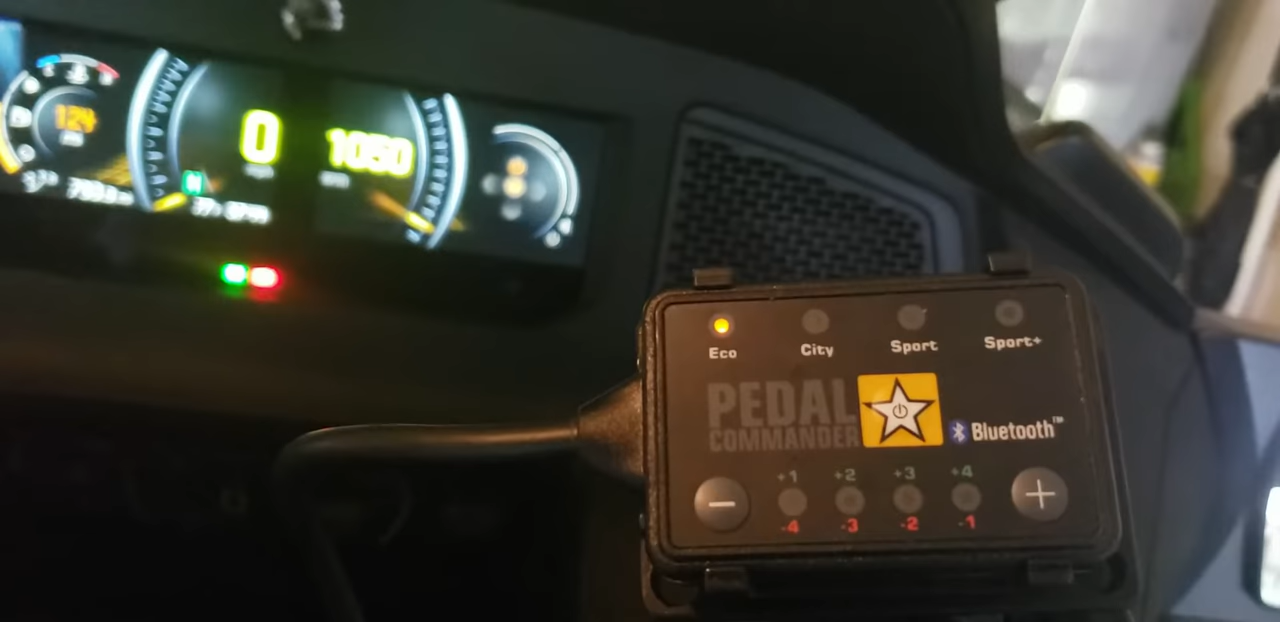 124
0
1050
N
Eco City Sport Sport+
PEDAL
COMMANDER
Bluetooth™
+1 +2 +3 +4
− +
-4 -3 -2 -1